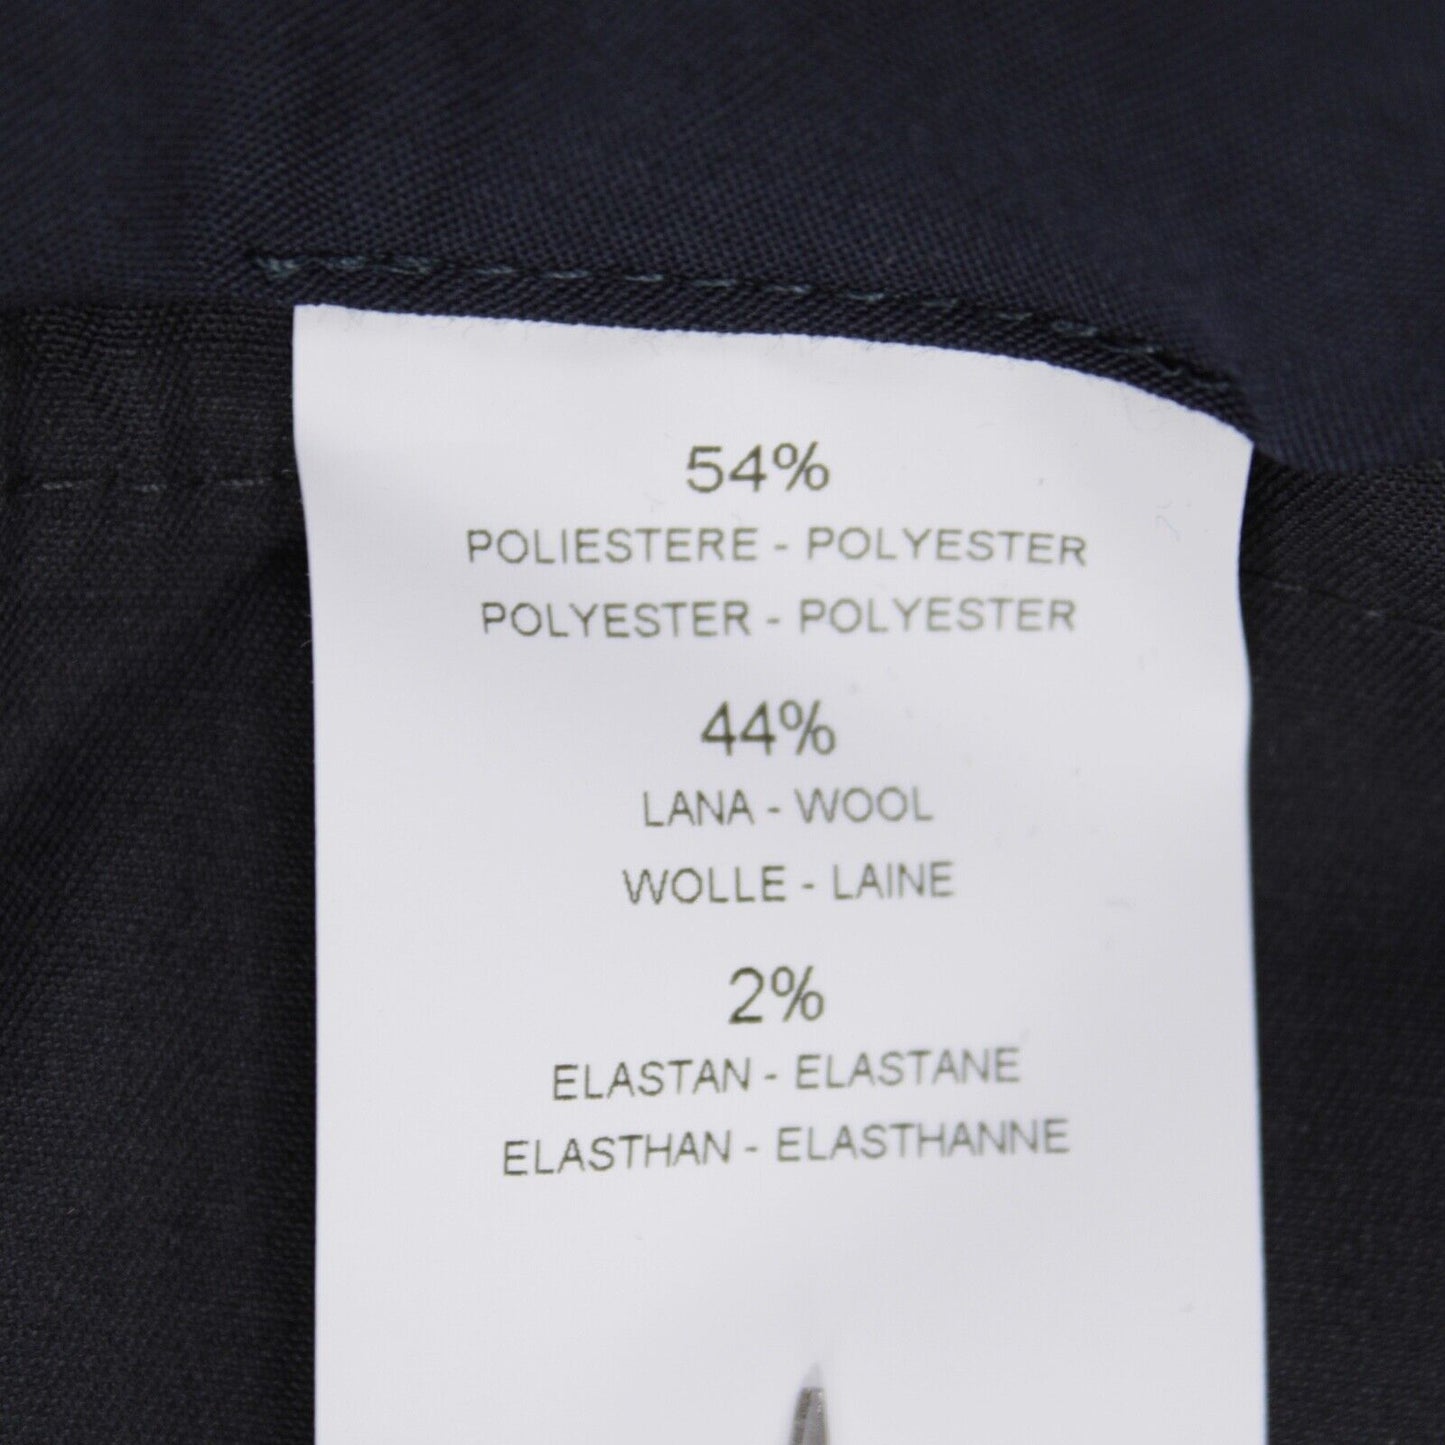 54%
POLIESTERE - POLYESTER
POLYESTER - POLYESTER
44%
LANA - WOOL
WOLLE - LAINE
2%
ELASTAN - ELASTANE
ELASTHAN - ELASTHANNE